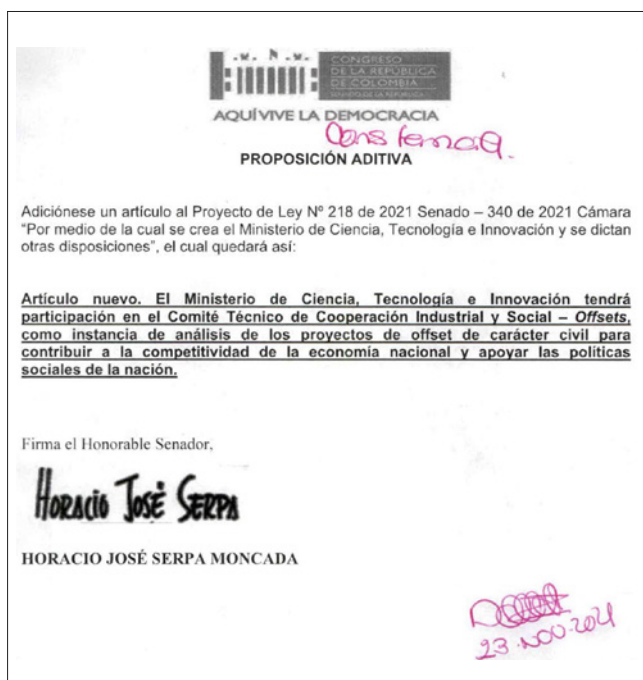 CONGRESO
DE LA REPÚBLICA
DE COLOMBIA
AQUÍ VIVE LA DEMOCRACIA
PROPOSICIÓN ADITIVA
Adiciónese un artículo al Proyecto de Ley Nº 218 de 2021 Senado – 340 de 2021 Cámara
“Por medio de la cual se crea el Ministerio de Ciencia, Tecnología e Innovación y se dictan
otras disposiciones”, el cual quedará así:
Artículo nuevo. El Ministerio de Ciencia, Tecnología e Innovación tendrá
participación en el Comité Técnico de Cooperación Industrial y Social – Offsets,
como instancia de análisis de los proyectos de offset de carácter civil para
contribuir a la competitividad de la economía nacional y apoyar las políticas
sociales de la nación.
Firma el Honorable Senador,
HORACIO JOSÉ SERPA
HORACIO JOSÉ SERPA MONCADA
23 NOV 2021